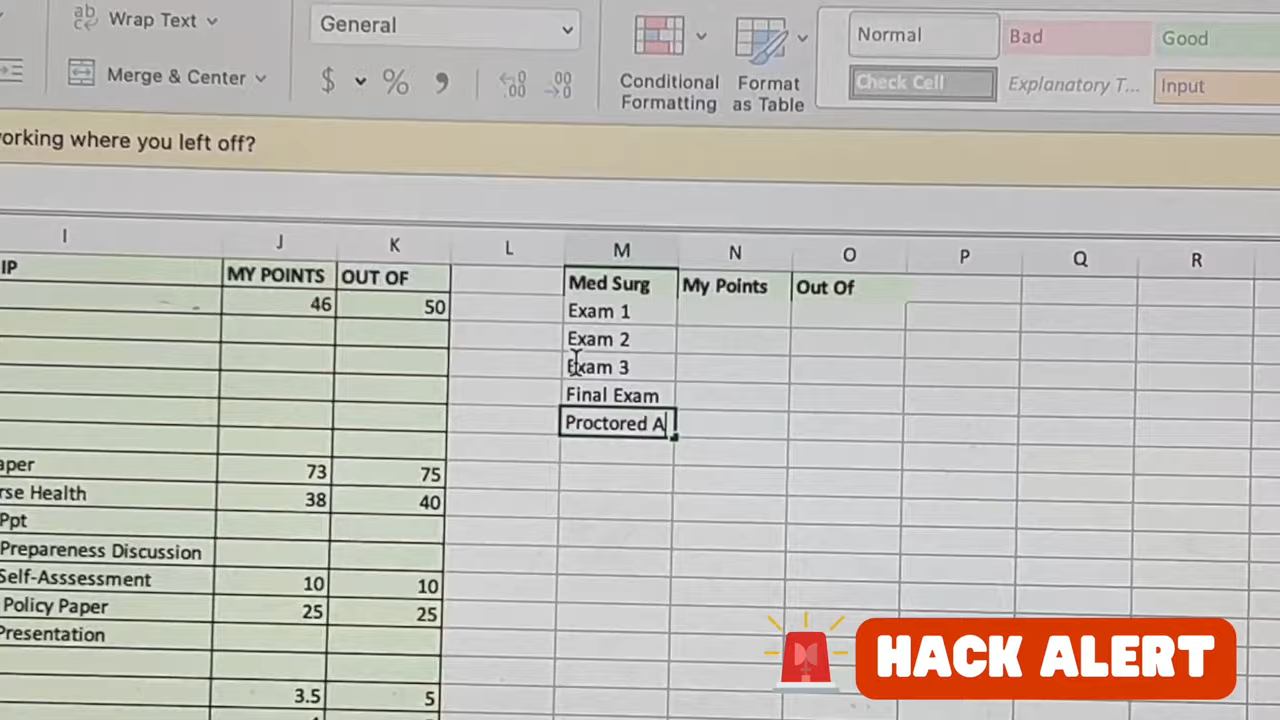 Wrap Text
General
Merge & Center
$ % ,
Conditional
Formatting
Format
as Table
Normal
Bad
Good
Check Cell
Explanatory T...
Input
orking where you left off?
I J K L M N O P Q R
IP MY POINTS OUT OF Med Surg My Points Out Of
46 50 Exam 1
Exam 2
Exam 3
Final Exam
Proctored A
aper 73 75
rse Health 38 40
Ppt
Prepareness Discussion
Self-Asssessment 10 10
Policy Paper 25 25
Presentation
3.5 5
HACK ALERT